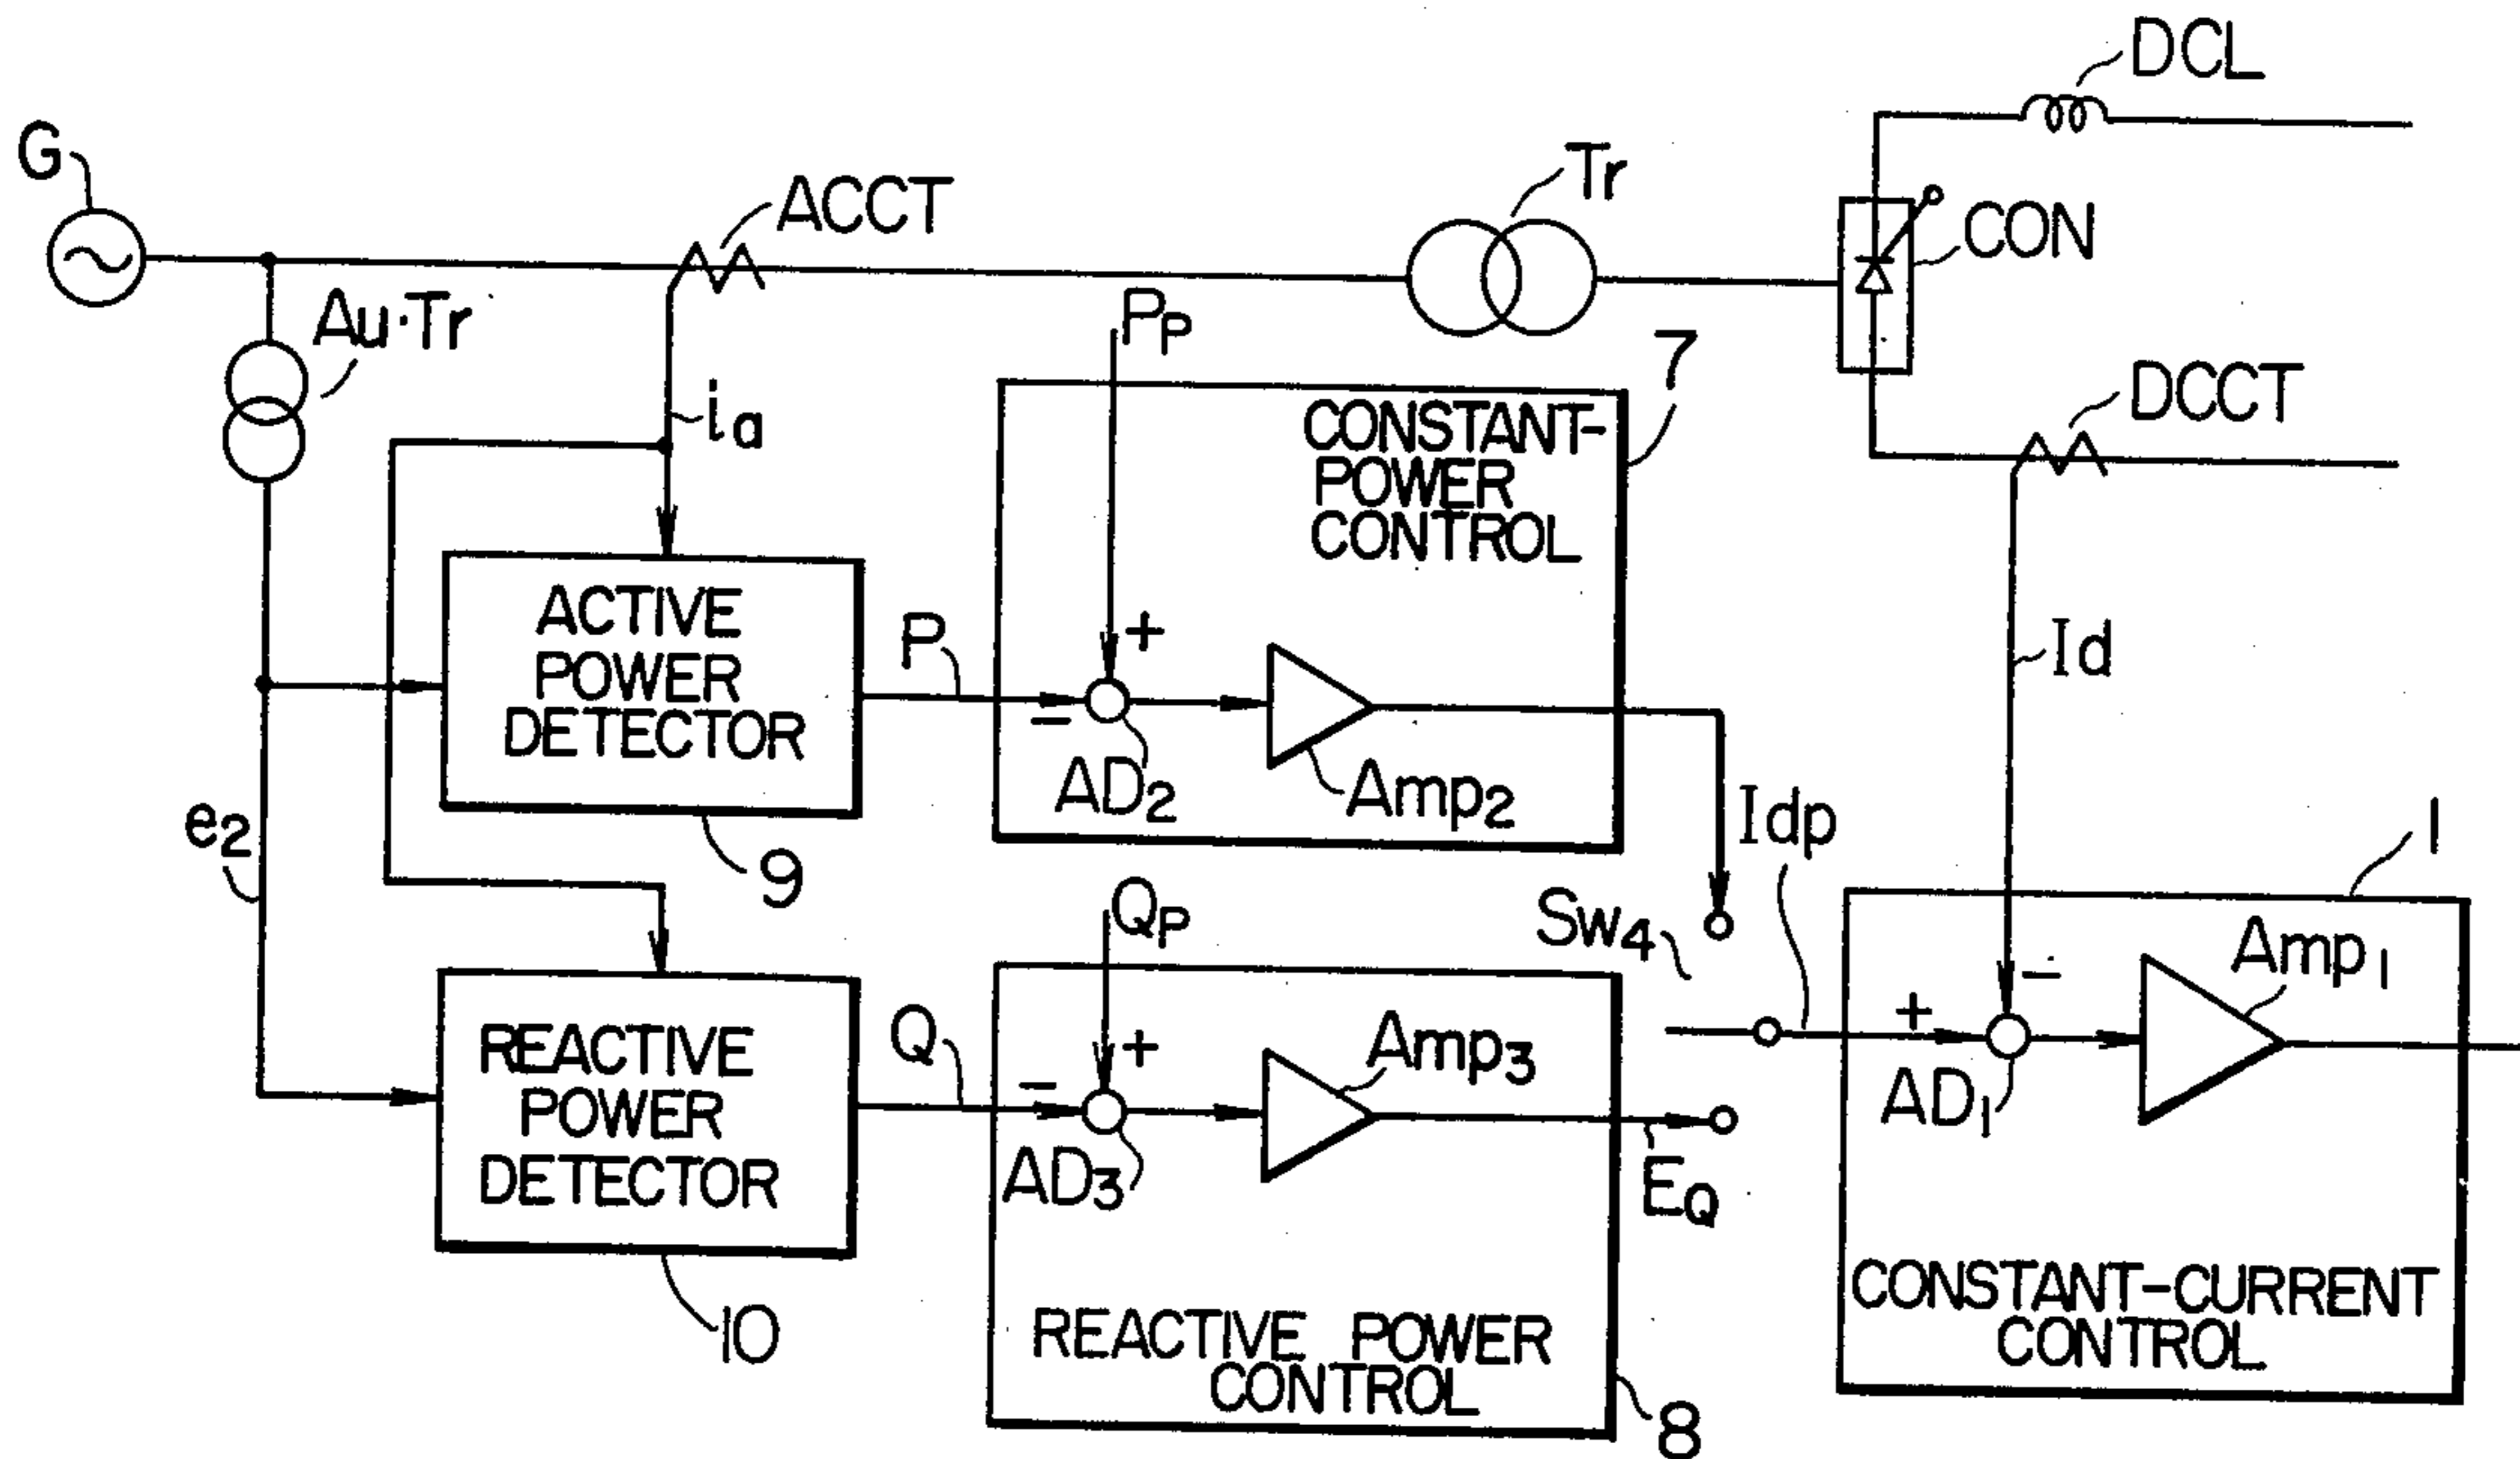 DCL
G
ACCT
Tr
CON
Au·Tr
Pp
7
ia
DCCT
CONSTANT-
POWER
CONTROL
ACTIVE
POWER
DETECTOR
P
+
−
Id
AD2
Amp2
e2
9
Idp
1
Qp
Sw4
Amp1
−
+
REACTIVE
POWER
DETECTOR
Q
−
+
Amp3
AD1
AD3
EQ
CONSTANT-CURRENT
CONTROL
REACTIVE POWER
CONTROL
10
8